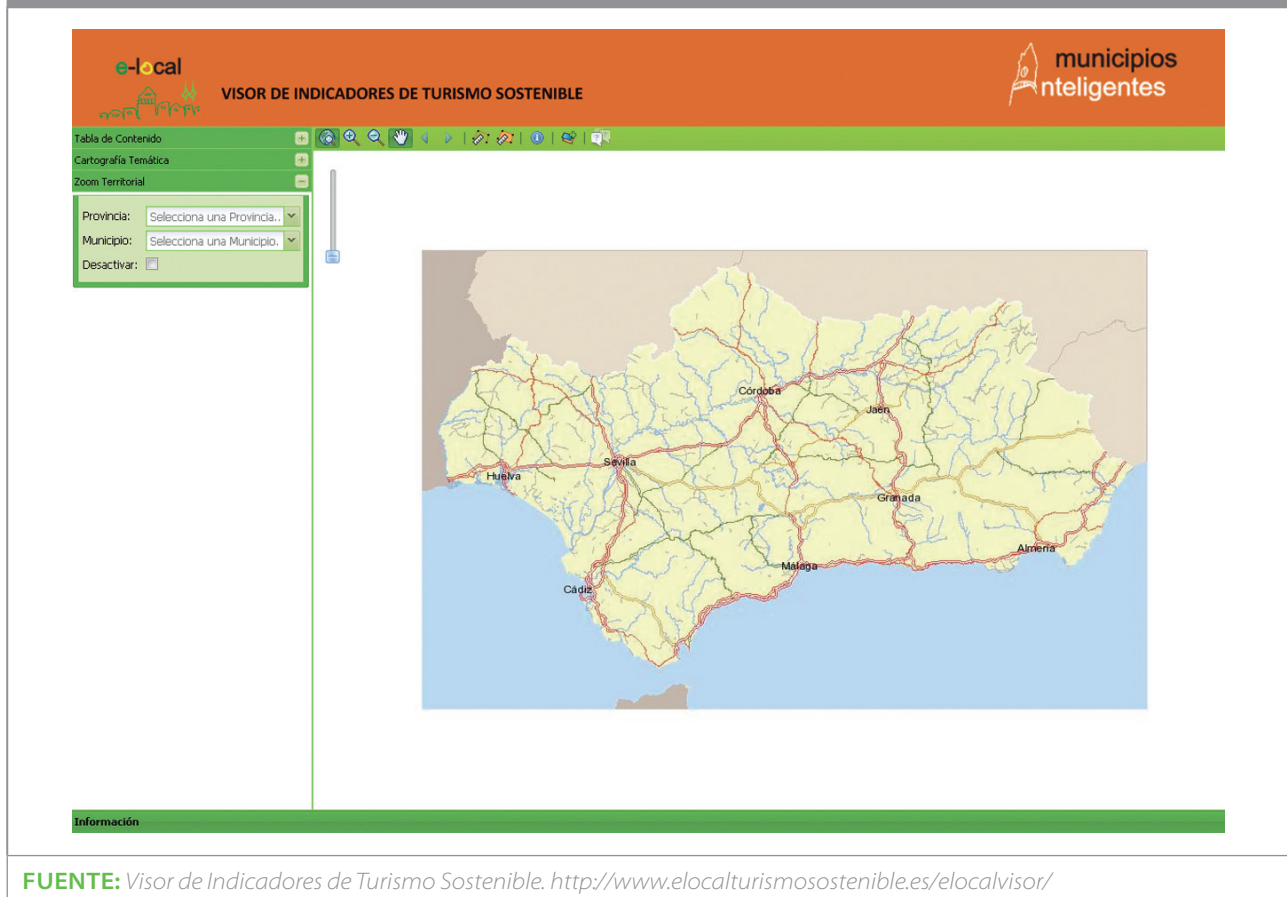 e-local
VISOR DE INDICADORES DE TURISMO SOSTENIBLE
municipios
inteligentes
Tabla de Contenido
Cartografía Temática
Zoom Territorial
Provincia: Selecciona una Provincia..
Municipio: Selecciona una Municipio.
Desactivar:
Córdoba
Jaén
Sevilla
Huelva
Granada
Almería
Málaga
Cádiz
Información
FUENTE: Visor de Indicadores de Turismo Sostenible. http://www.elocalturismosostenible.es/elocalvisor/